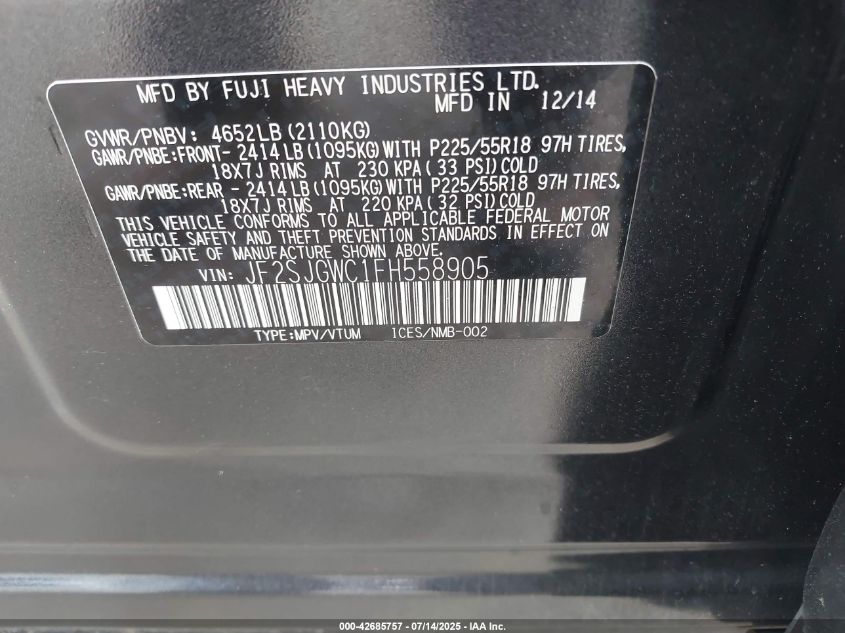 MFD BY FUJI HEAVY INDUSTRIES LTD.
MFD IN 12/14
GVWR/PNBV: 4652LB(2110KG)
GAWR/PNBE:FRONT- 2414LB(1095KG)WITH P225/55R18 97H TIRES,
18X7J RIMS AT 230 KPA(33 PSI)COLD
GAWR/PNBE:REAR - 2414LB(1095KG)WITH P225/55R18 97H TIRES,
18X7J RIMS AT 220 KPA(32 PSI)COLD
THIS VEHICLE CONFORMS TO ALL APPLICABLE FEDERAL MOTOR
VEHICLE SAFETY AND THEFT PREVENTION STANDARDS IN EFFECT ON
THE DATE OF MANUFACTURE SHOWN ABOVE.
VIN: JF2SJGWC1FH558905
TYPE:MPV/VTUM ICES/NMB-002
000-42685757 - 07/14/2025 - IAA Inc.